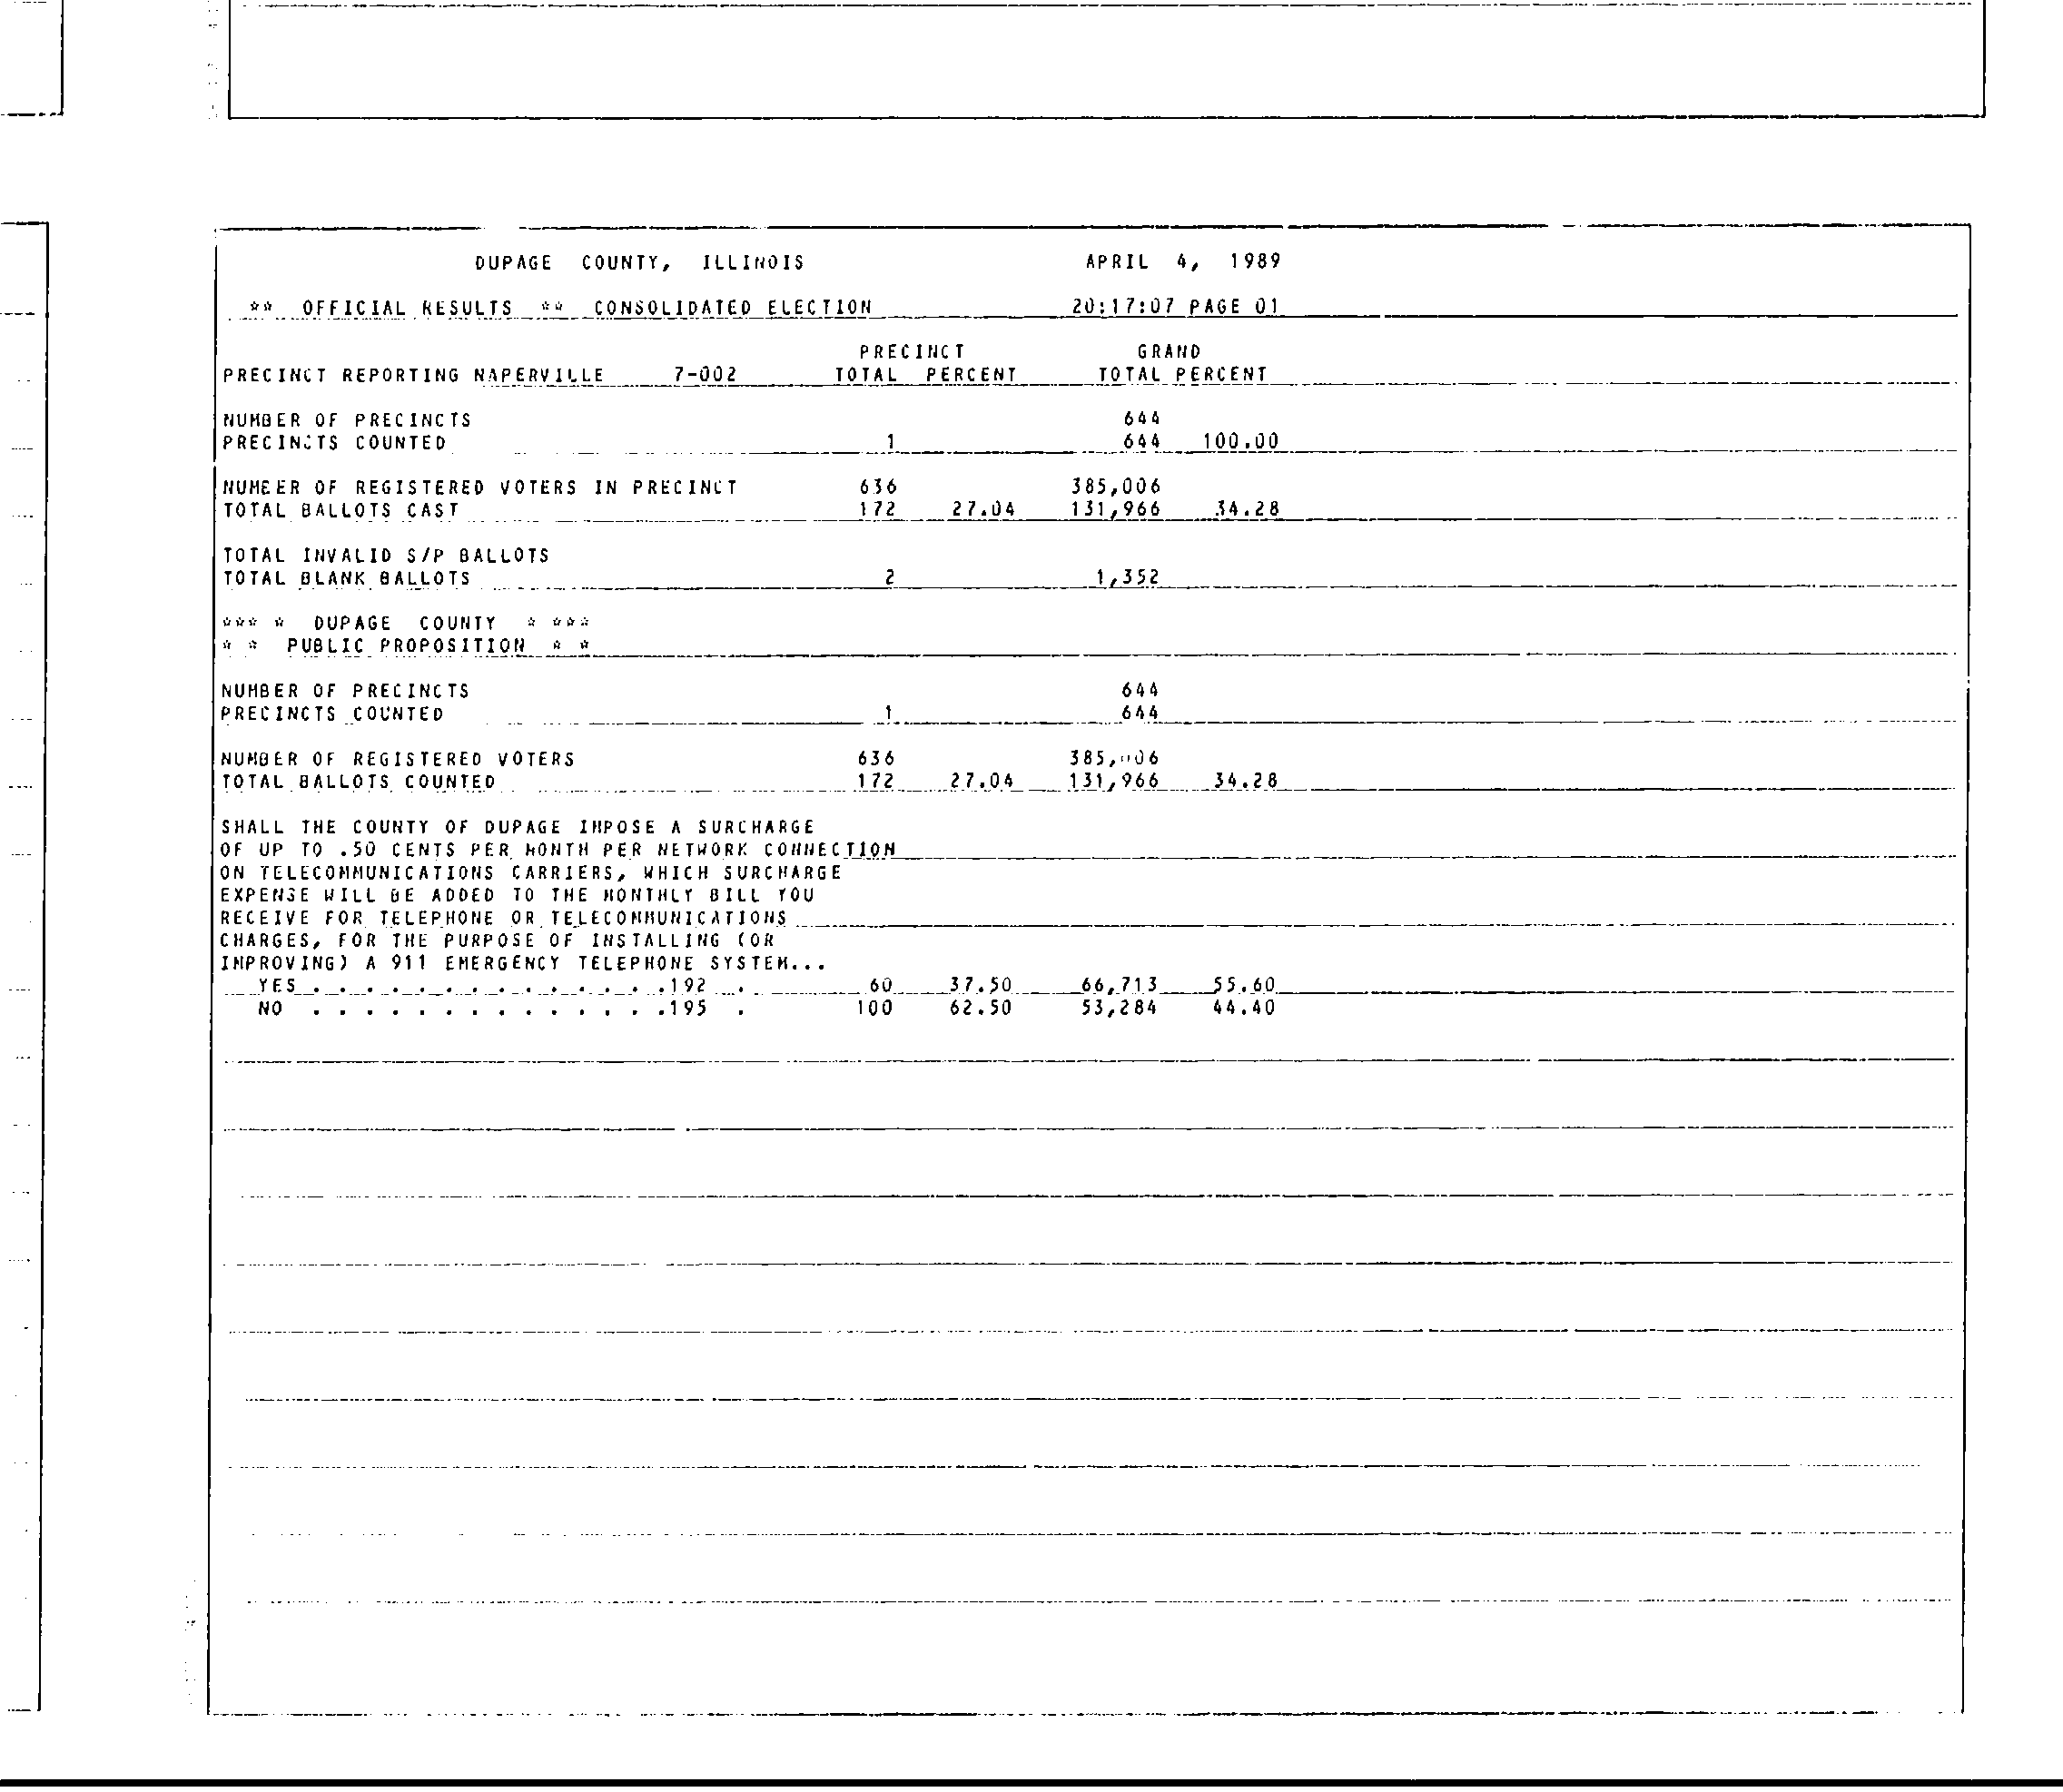 DUPAGE COUNTY, ILLINOIS APRIL 4, 1989
** OFFICIAL RESULTS ** CONSOLIDATED ELECTION 20:17:07 PAGE 01
PRECINCT GRAND
PRECINCT REPORTING NAPERVILLE 7-002 TOTAL PERCENT TOTAL PERCENT
NUMBER OF PRECINCTS 644
PRECINCTS COUNTED 1 644 100.00
NUMBER OF REGISTERED VOTERS IN PRECINCT 636 385,006
TOTAL BALLOTS CAST 172 27.04 131,966 34.28
TOTAL INVALID S/P BALLOTS
TOTAL BLANK BALLOTS 2 1,352
*** * DUPAGE COUNTY * ***
* * PUBLIC PROPOSITION * *
NUMBER OF PRECINCTS 644
PRECINCTS COUNTED 1 644
NUMBER OF REGISTERED VOTERS 636 385,006
TOTAL BALLOTS COUNTED 172 27.04 131,966 34.28
SHALL THE COUNTY OF DUPAGE IMPOSE A SURCHARGE
OF UP TO .50 CENTS PER MONTH PER NETWORK CONNECTION
ON TELECOMMUNICATIONS CARRIERS, WHICH SURCHARGE
EXPENSE WILL BE ADDED TO THE MONTHLY BILL YOU
RECEIVE FOR TELEPHONE OR TELECOMMUNICATIONS
CHARGES, FOR THE PURPOSE OF INSTALLING (OR
IMPROVING) A 911 EMERGENCY TELEPHONE SYSTEM...
YES . . . . . . . . . . . . . .192 . 60 37.50 66,713 55.60
NO . . . . . . . . . . . . . .195 . 100 62.50 53,284 44.40